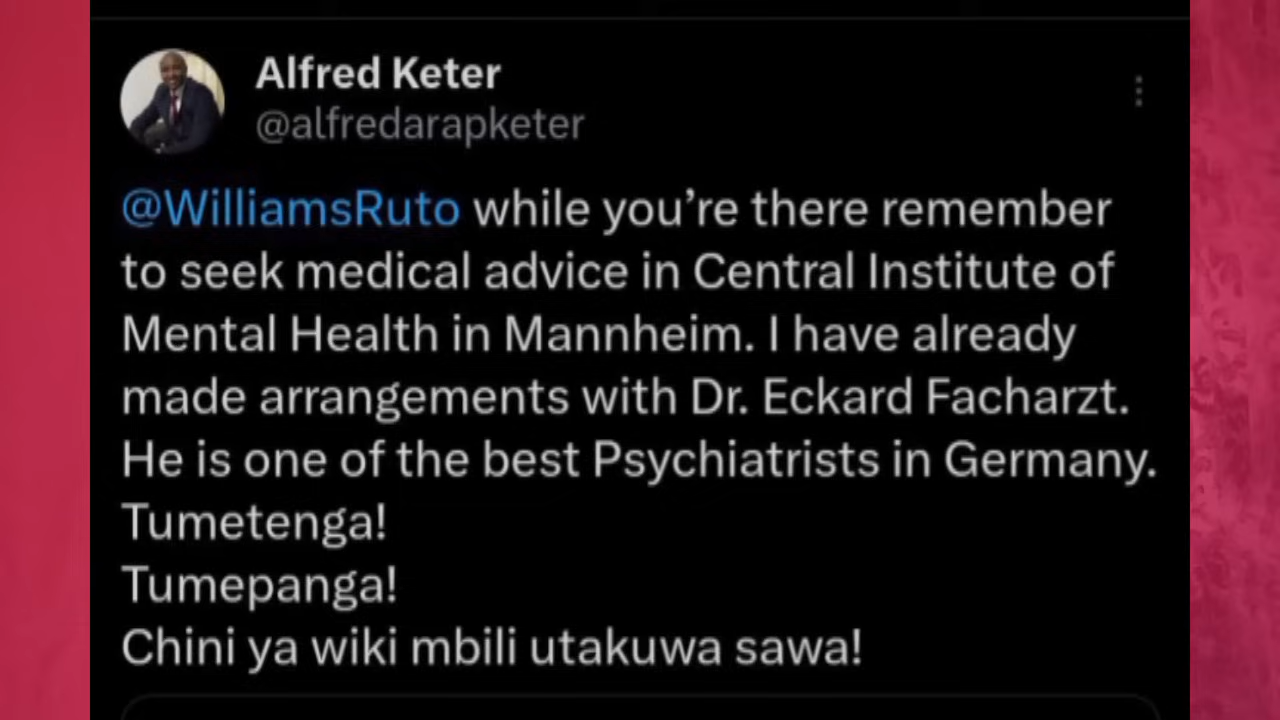 Alfred Keter
@alfredarapketer
@WilliamsRuto while you’re there remember
to seek medical advice in Central Institute of
Mental Health in Mannheim. I have already
made arrangements with Dr. Eckard Facharzt.
He is one of the best Psychiatrists in Germany.
Tumetenga!
Tumepanga!
Chini ya wiki mbili utakuwa sawa!